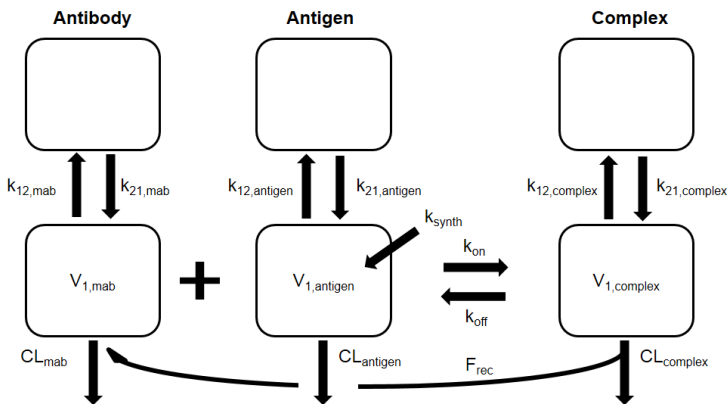 Antibody Antigen Complex
k12,mab k21,mab k12,antigen k21,antigen k12,complex k21,complex
ksynth
kon
V1,mab + V1,antigen V1,complex
koff
CLmab CLantigen Frec CLcomplex